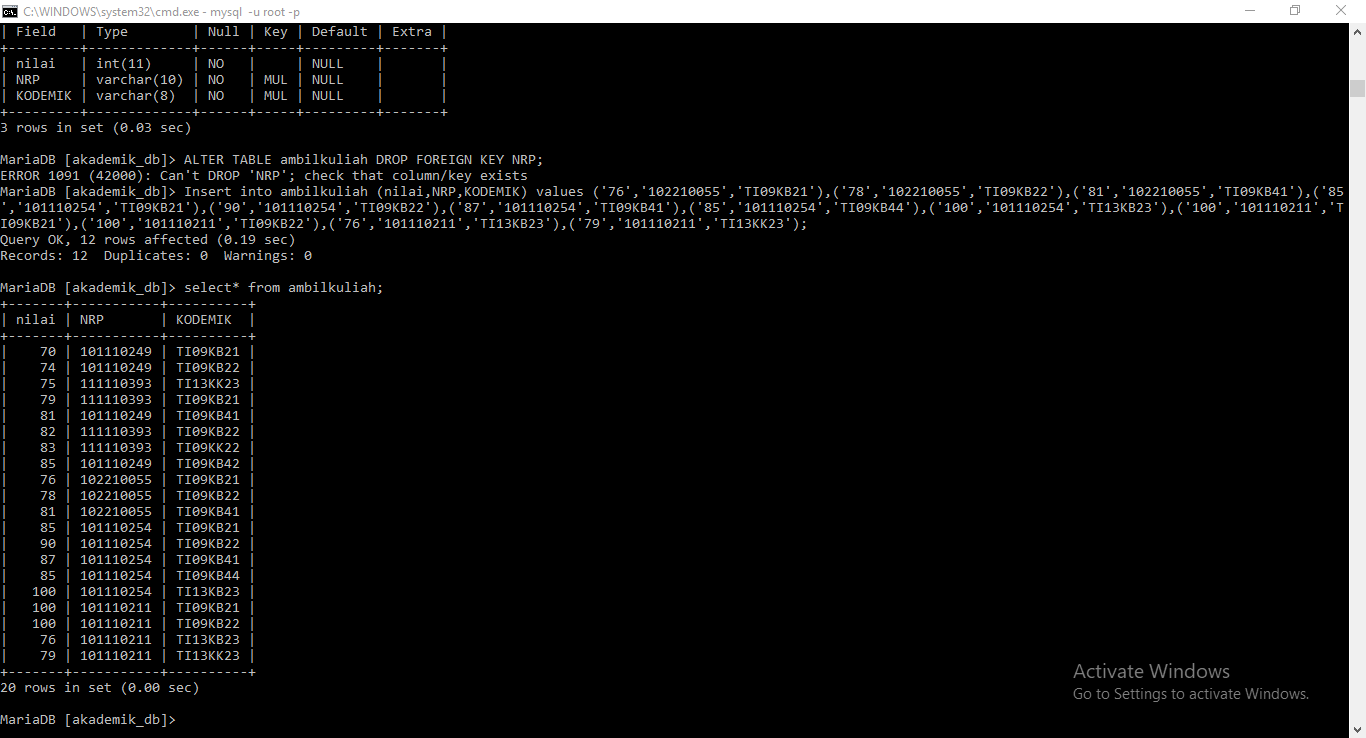 C:\WINDOWS\system32\cmd.exe - mysql  -u root -p
| Field   | Type        | Null | Key | Default | Extra |
+---------+-------------+------+-----+---------+-------+
| nilai   | int(11)     | NO   |     | NULL    |       |
| NRP     | varchar(10) | NO   | MUL | NULL    |       |
| KODEMIK | varchar(8)  | NO   | MUL | NULL    |       |
+---------+-------------+------+-----+---------+-------+
3 rows in set (0.03 sec)
MariaDB [akademik_db]> ALTER TABLE ambilkuliah DROP FOREIGN KEY NRP;
ERROR 1091 (42000): Can't DROP 'NRP'; check that column/key exists
MariaDB [akademik_db]> Insert into ambilkuliah (nilai,NRP,KODEMIK) values ('76','102210055','TI09KB21'),('78','102210055','TI09KB22'),('81','102210055','TI09KB41'),('85
','101110254','TI09KB21'),('90','101110254','TI09KB22'),('87','101110254','TI09KB41'),('85','101110254','TI09KB44'),('100','101110254','TI13KB23'),('100','101110211','T
I09KB21'),('100','101110211','TI09KB22'),('76','101110211','TI13KB23'),('79','101110211','TI13KK23');
Query OK, 12 rows affected (0.19 sec)
Records: 12  Duplicates: 0  Warnings: 0
MariaDB [akademik_db]> select* from ambilkuliah;
+-------+-----------+----------+
| nilai | NRP       | KODEMIK  |
+-------+-----------+----------+
|    70 | 101110249 | TI09KB21 |
|    74 | 101110249 | TI09KB22 |
|    75 | 111110393 | TI13KK23 |
|    79 | 111110393 | TI09KB21 |
|    81 | 101110249 | TI09KB41 |
|    82 | 111110393 | TI09KB22 |
|    83 | 111110393 | TI09KK22 |
|    85 | 101110249 | TI09KB42 |
|    76 | 102210055 | TI09KB21 |
|    78 | 102210055 | TI09KB22 |
|    81 | 102210055 | TI09KB41 |
|    85 | 101110254 | TI09KB21 |
|    90 | 101110254 | TI09KB22 |
|    87 | 101110254 | TI09KB41 |
|    85 | 101110254 | TI09KB44 |
|   100 | 101110254 | TI13KB23 |
|   100 | 101110211 | TI09KB21 |
|   100 | 101110211 | TI09KB22 |
|    76 | 101110211 | TI13KB23 |
|    79 | 101110211 | TI13KK23 |
+-------+-----------+----------+
20 rows in set (0.00 sec)
MariaDB [akademik_db]>
Activate Windows
Go to Settings to activate Windows.